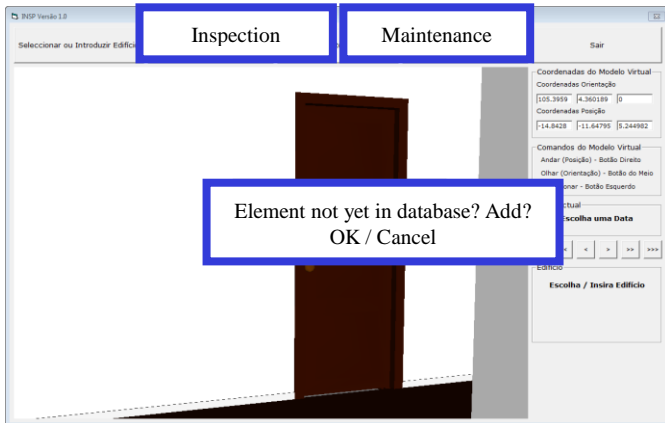 INSP Versão 1.0
Seleccionar ou Introduzir Edifíc
Inspection
Maintenance
Sair
Coordenadas do Modelo Virtual
Coordenadas Orientação
105.3959 4.360189 0
Coordenadas Posição
-14.8428 -11.64795 5.244982
Comandos do Modelo Virtual
Andar (Posição) - Botão Direito
Olhar (Orientação) - Botão do Meio
onar - Botão Esquerdo
Element not yet in database? Add?
OK / Cancel
ctual
Escolha uma Data
< > >> >>>
Edifício
Escolha / Insira Edifício